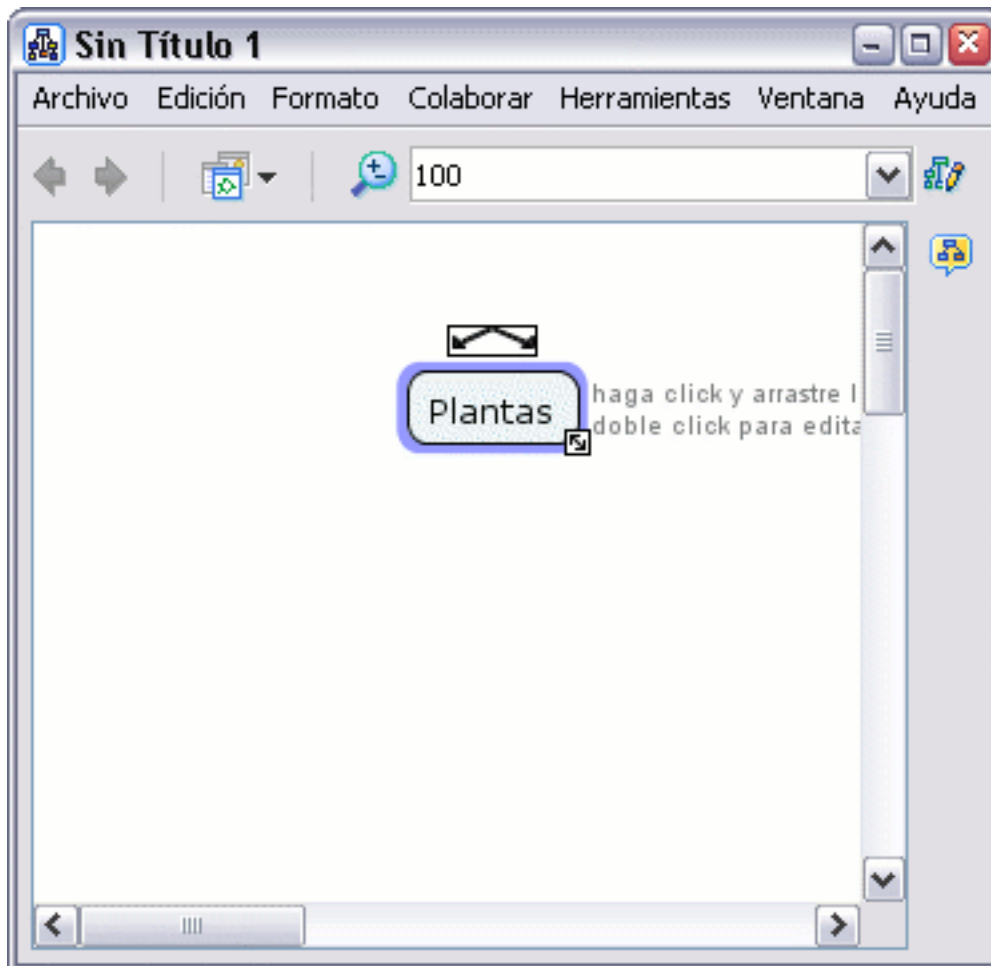 Sin Título 1
Archivo Edición Formato Colaborar Herramientas Ventana Ayuda
100
Plantas
haga click y arrastre l
doble click para edita